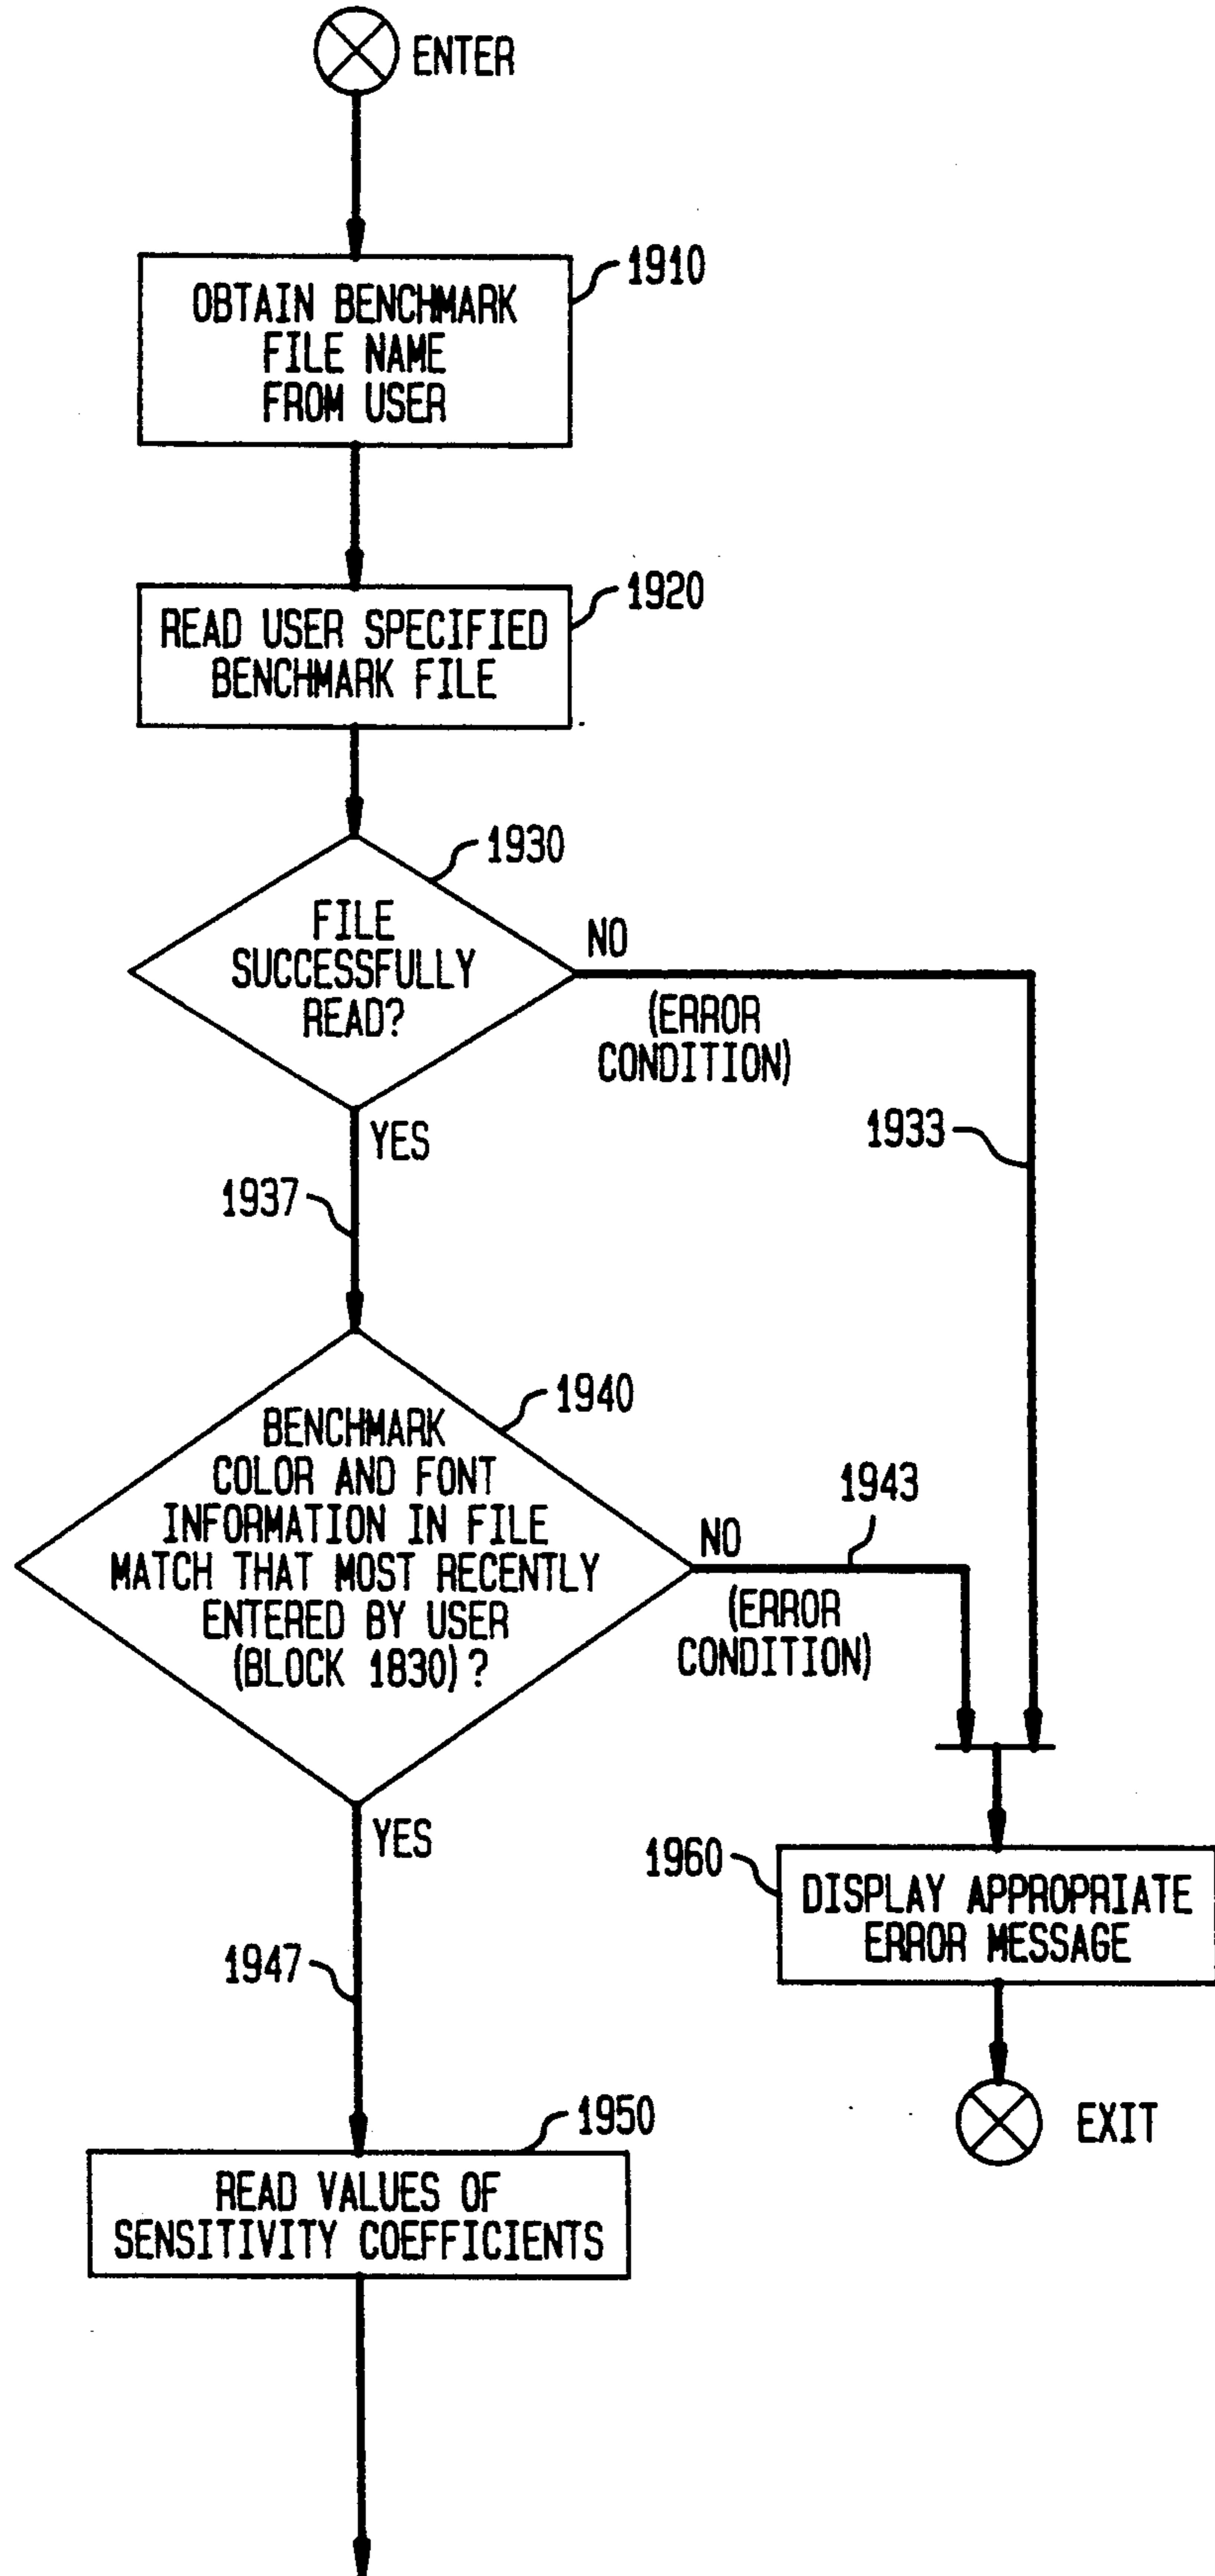 ENTER
1910
OBTAIN BENCHMARK
FILE NAME
FROM USER
1920
READ USER SPECIFIED
BENCHMARK FILE
1930
FILE
SUCCESSFULLY
READ?
NO
(ERROR
CONDITION)
YES
1933
1937
1940
BENCHMARK
COLOR AND FONT
INFORMATION IN FILE
MATCH THAT MOST RECENTLY
ENTERED BY USER
(BLOCK 1830)?
1943
NO
(ERROR
CONDITION)
YES
1960
DISPLAY APPROPRIATE
ERROR MESSAGE
1947
EXIT
1950
READ VALUES OF
SENSITIVITY COEFFICIENTS